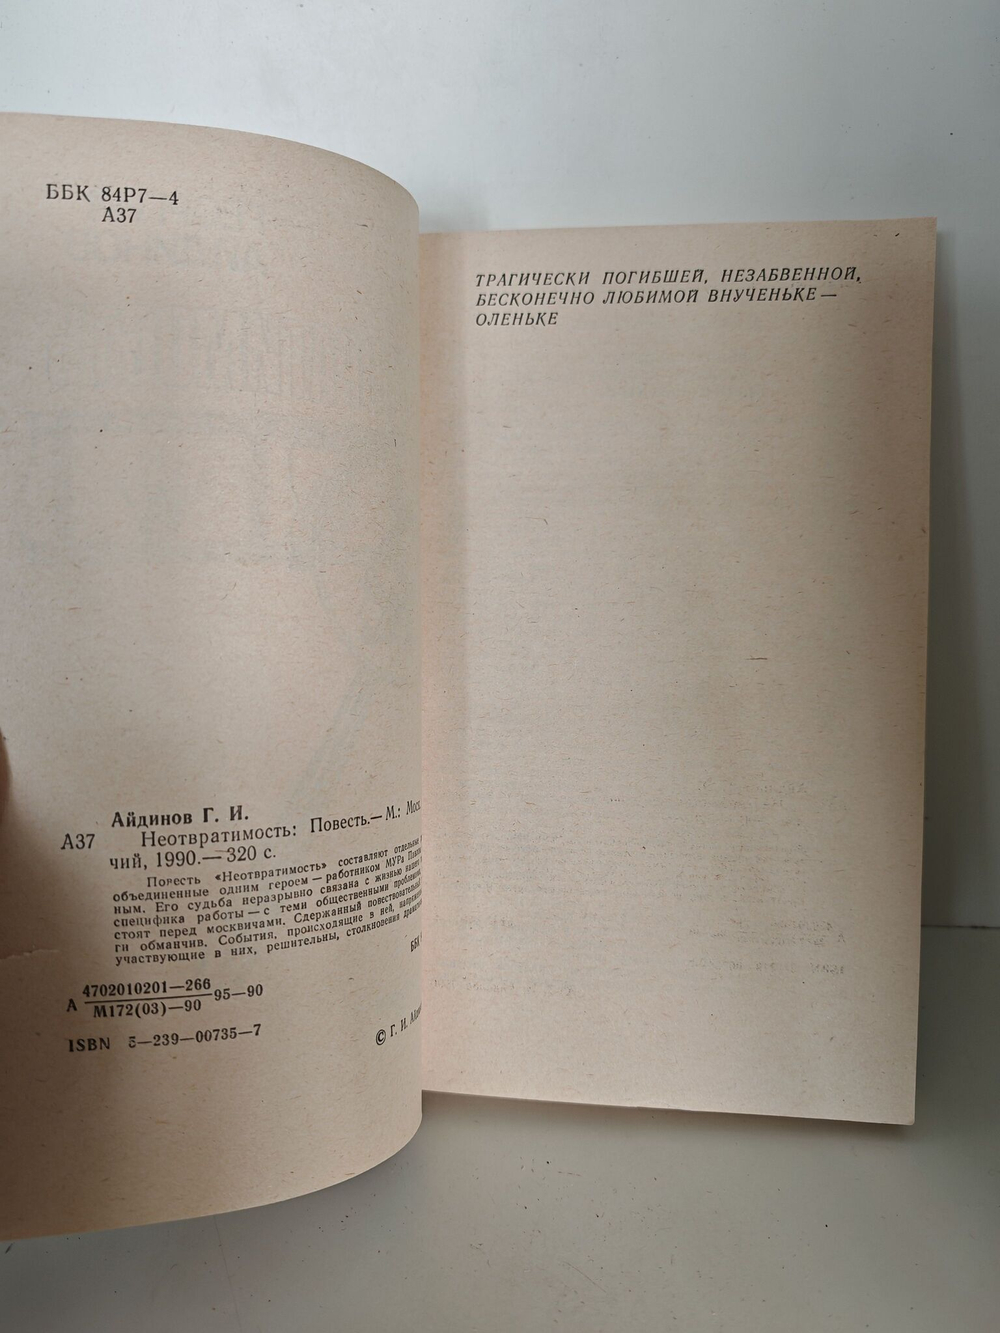 ББК 84Р7—4
А37
Айдинов Г. И.
А37 Неотвратимость: Повесть.— М.: Моск
чий, 1990.— 320 с.
Повесть «Неотвратимость» составляют отдельные
объединенные одним героем — работником МУРа
ным. Его судьба неразрывно связана с жизнью
специфика работы — с теми общественными
стоят перед москвичами. Сдержанный
ги обманчив. События, происходящие в ней,
участвующие в них, решительны, столкновения
ББК
А 4702010201—266 95—90
М172(03)—90
ISBN 5—239—00735—7
© Г. И.
ТРАГИЧЕСКИ ПОГИБШЕЙ, НЕЗАБВЕННОЙ,
БЕСКОНЕЧНО ЛЮБИМОЙ ВНУЧЕНЬКЕ —
ОЛЕНЬКЕ